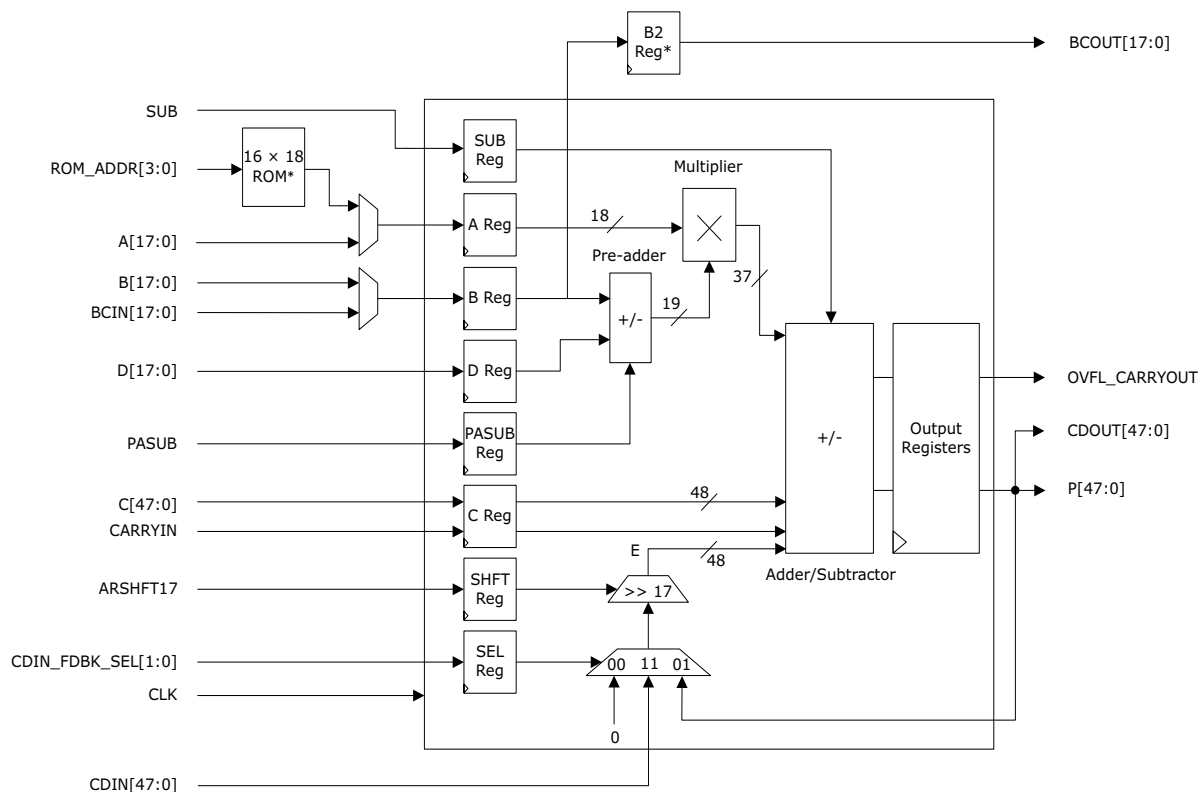 B2
Reg*
BCOUT[17:0]
SUB
SUB
Reg
ROM_ADDR[3:0]
16 × 18
ROM*
Multiplier
A[17:0]
A Reg
18
Pre-adder
37
B[17:0]
BCIN[17:0]
B Reg
+/-
19
D[17:0]
D Reg
OVFL_CARRYOUT
PASUB
PASUB
Reg
+/-
Output
Registers
CDOUT[47:0]
P[47:0]
C[47:0]
CARRYIN
C Reg
48
E
48
Adder/Subtractor
ARSHFT17
SHFT
Reg
>> 17
CDIN_FDBK_SEL[1:0]
SEL
Reg
00 11 01
CLK
0
CDIN[47:0]